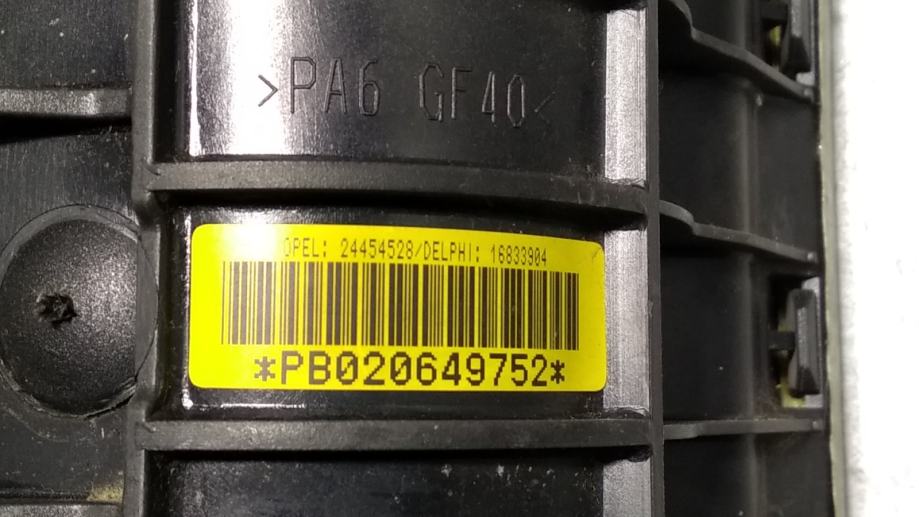 >PA6 GF40<
OPEL: 24454528/DELPHI: 16833904
*PB020649752*